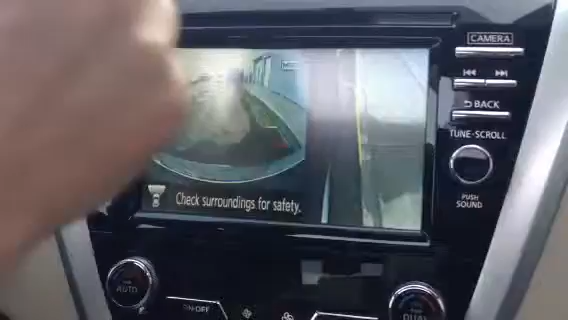 CAMERA
BACK
TUNE·SCROLL
PUSH
SOUND
Check surroundings for safety.
AUTO
ON·OFF
DUAL